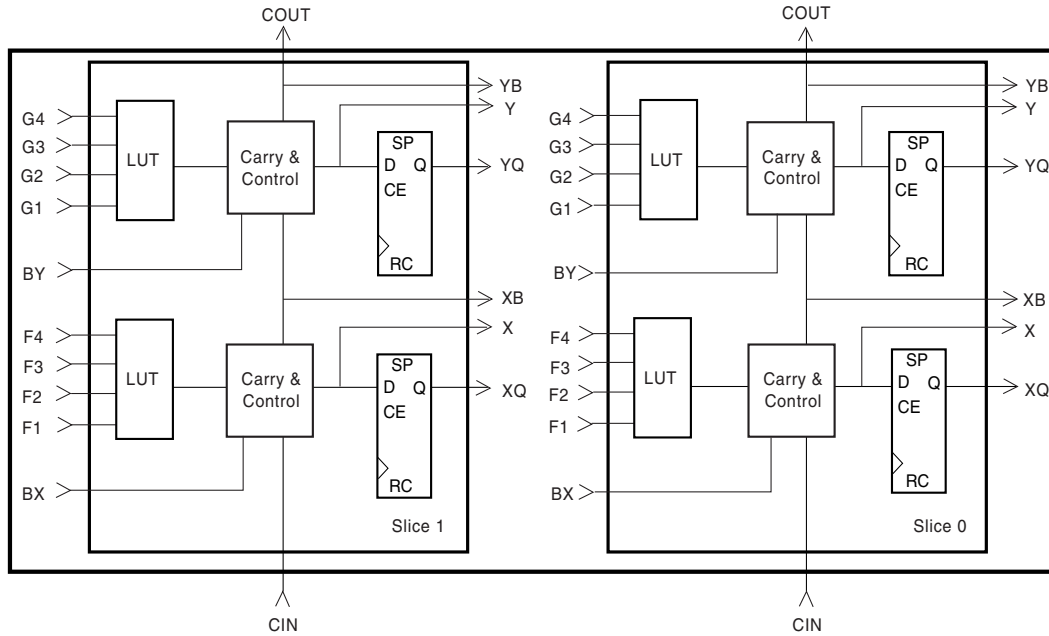 COUT
YB
Y
G4
G3
G2
G1
LUT
Carry &
Control
SP
D Q
CE
RC
YQ
BY
XB
X
F4
F3
F2
F1
LUT
Carry &
Control
SP
D Q
CE
RC
XQ
BX
Slice 1
CIN
COUT
YB
Y
G4
G3
G2
G1
LUT
Carry &
Control
SP
D Q
CE
RC
YQ
BY
XB
X
F4
F3
F2
F1
LUT
Carry &
Control
SP
D Q
CE
RC
XQ
BX
Slice 0
CIN